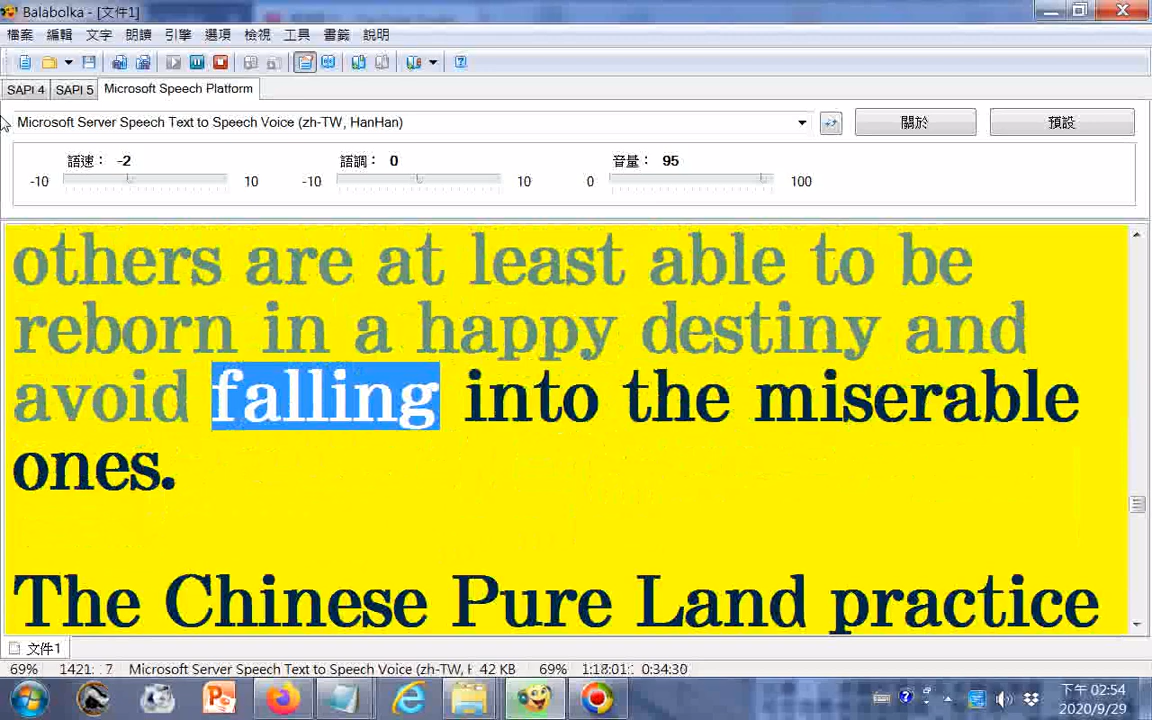 Balabolka - [文件1]
檔案 編輯 文字 朗讀 引擎 選項 檢視 工具 書籤 說明
SAPI 4 SAPI 5 Microsoft Speech Platform
Microsoft Server Speech Text to Speech Voice (zh-TW, HanHan) 關於 預設
語速： -2 語調： 0 音量： 95
-10 10 -10 10 0 100
others are at least able to be
reborn in a happy destiny and
avoid falling into the miserable
ones.
The Chinese Pure Land practice
文件1
69% 1421: 7 Microsoft Server Speech Text to Speech Voice (zh-TW, 42 KB 69% 1:18:01 0:34:30
下午 02:54
2020/9/29